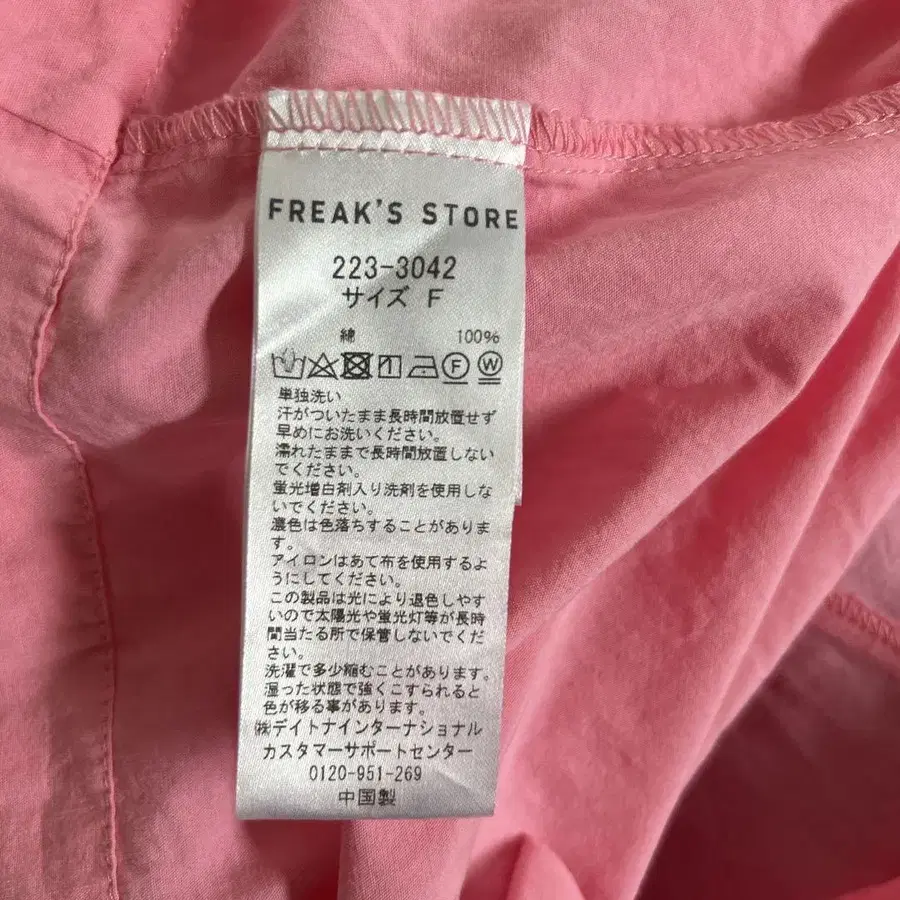 FREAK'S STORE
223-3042
サイズ F
綿 100%
F W
単独洗い
汗がついたまま長時間放置せず
早めにお洗いください。
濡れたままで長時間放置しない
でください。
蛍光増白剤入り洗剤を使用しな
いでください。
濃色は色落ちすることがありま
す。
アイロンはあて布を使用するよ
うにしてください。
この製品は光により退色しやす
いので太陽光や蛍光灯等が長時
間当たる所で保管しないでくだ
さい。
洗濯で多少縮むことがあります。
湿った状態で強くこすられると
色が移る事があります。
㈱デイトナインターナショナル
カスタマーサポートセンター
0120-951-269
中国製